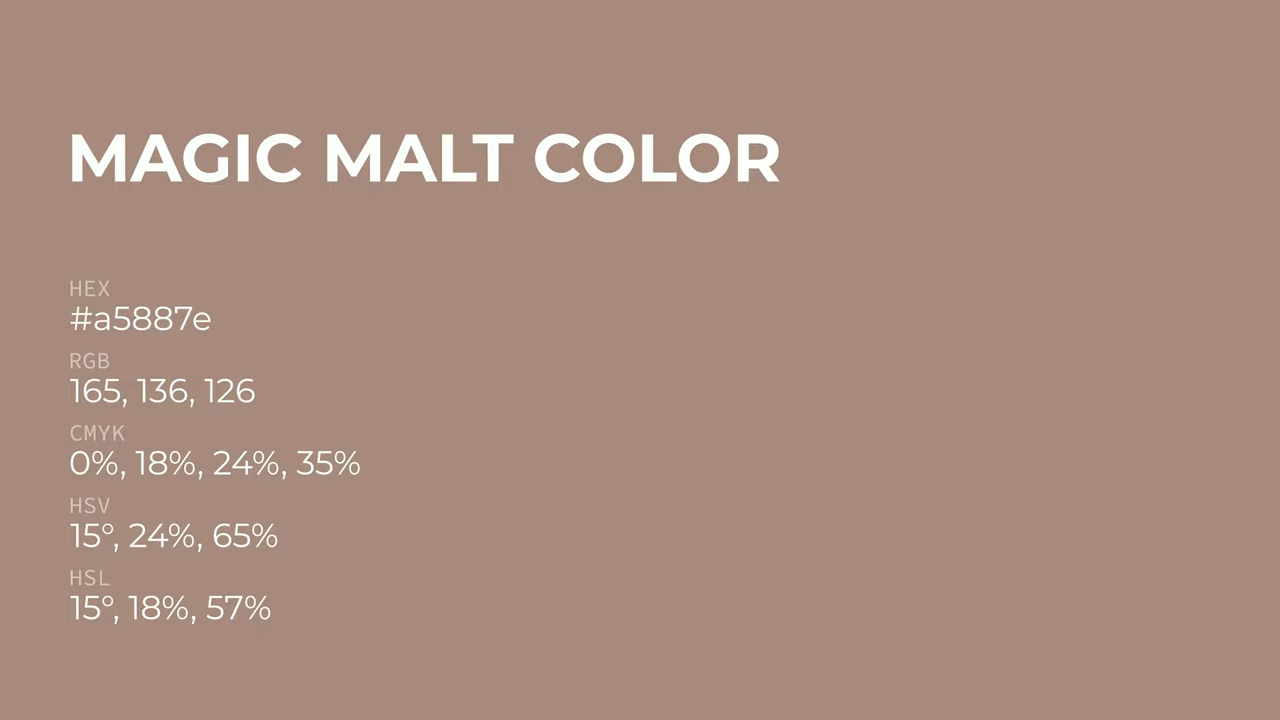 MAGIC MALT COLOR
HEX
#a5887e
RGB
165, 136, 126
CMYK
0%, 18%, 24%, 35%
HSV
15°, 24%, 65%
HSL
15°, 18%, 57%